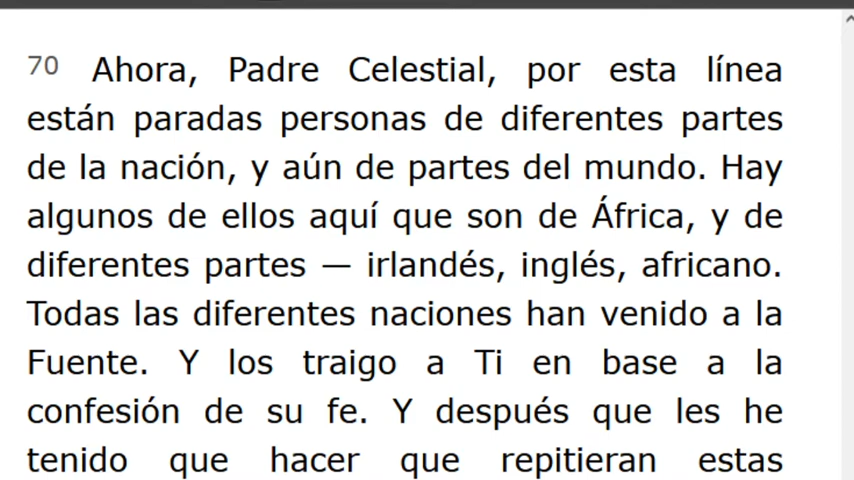 70 Ahora, Padre Celestial, por esta línea
están paradas personas de diferentes partes
de la nación, y aún de partes del mundo. Hay
algunos de ellos aquí que son de África, y de
diferentes partes — irlandés, inglés, africano.
Todas las diferentes naciones han venido a la
Fuente. Y los traigo a Ti en base a la
confesión de su fe. Y después que les he
tenido que hacer que repitieran estas